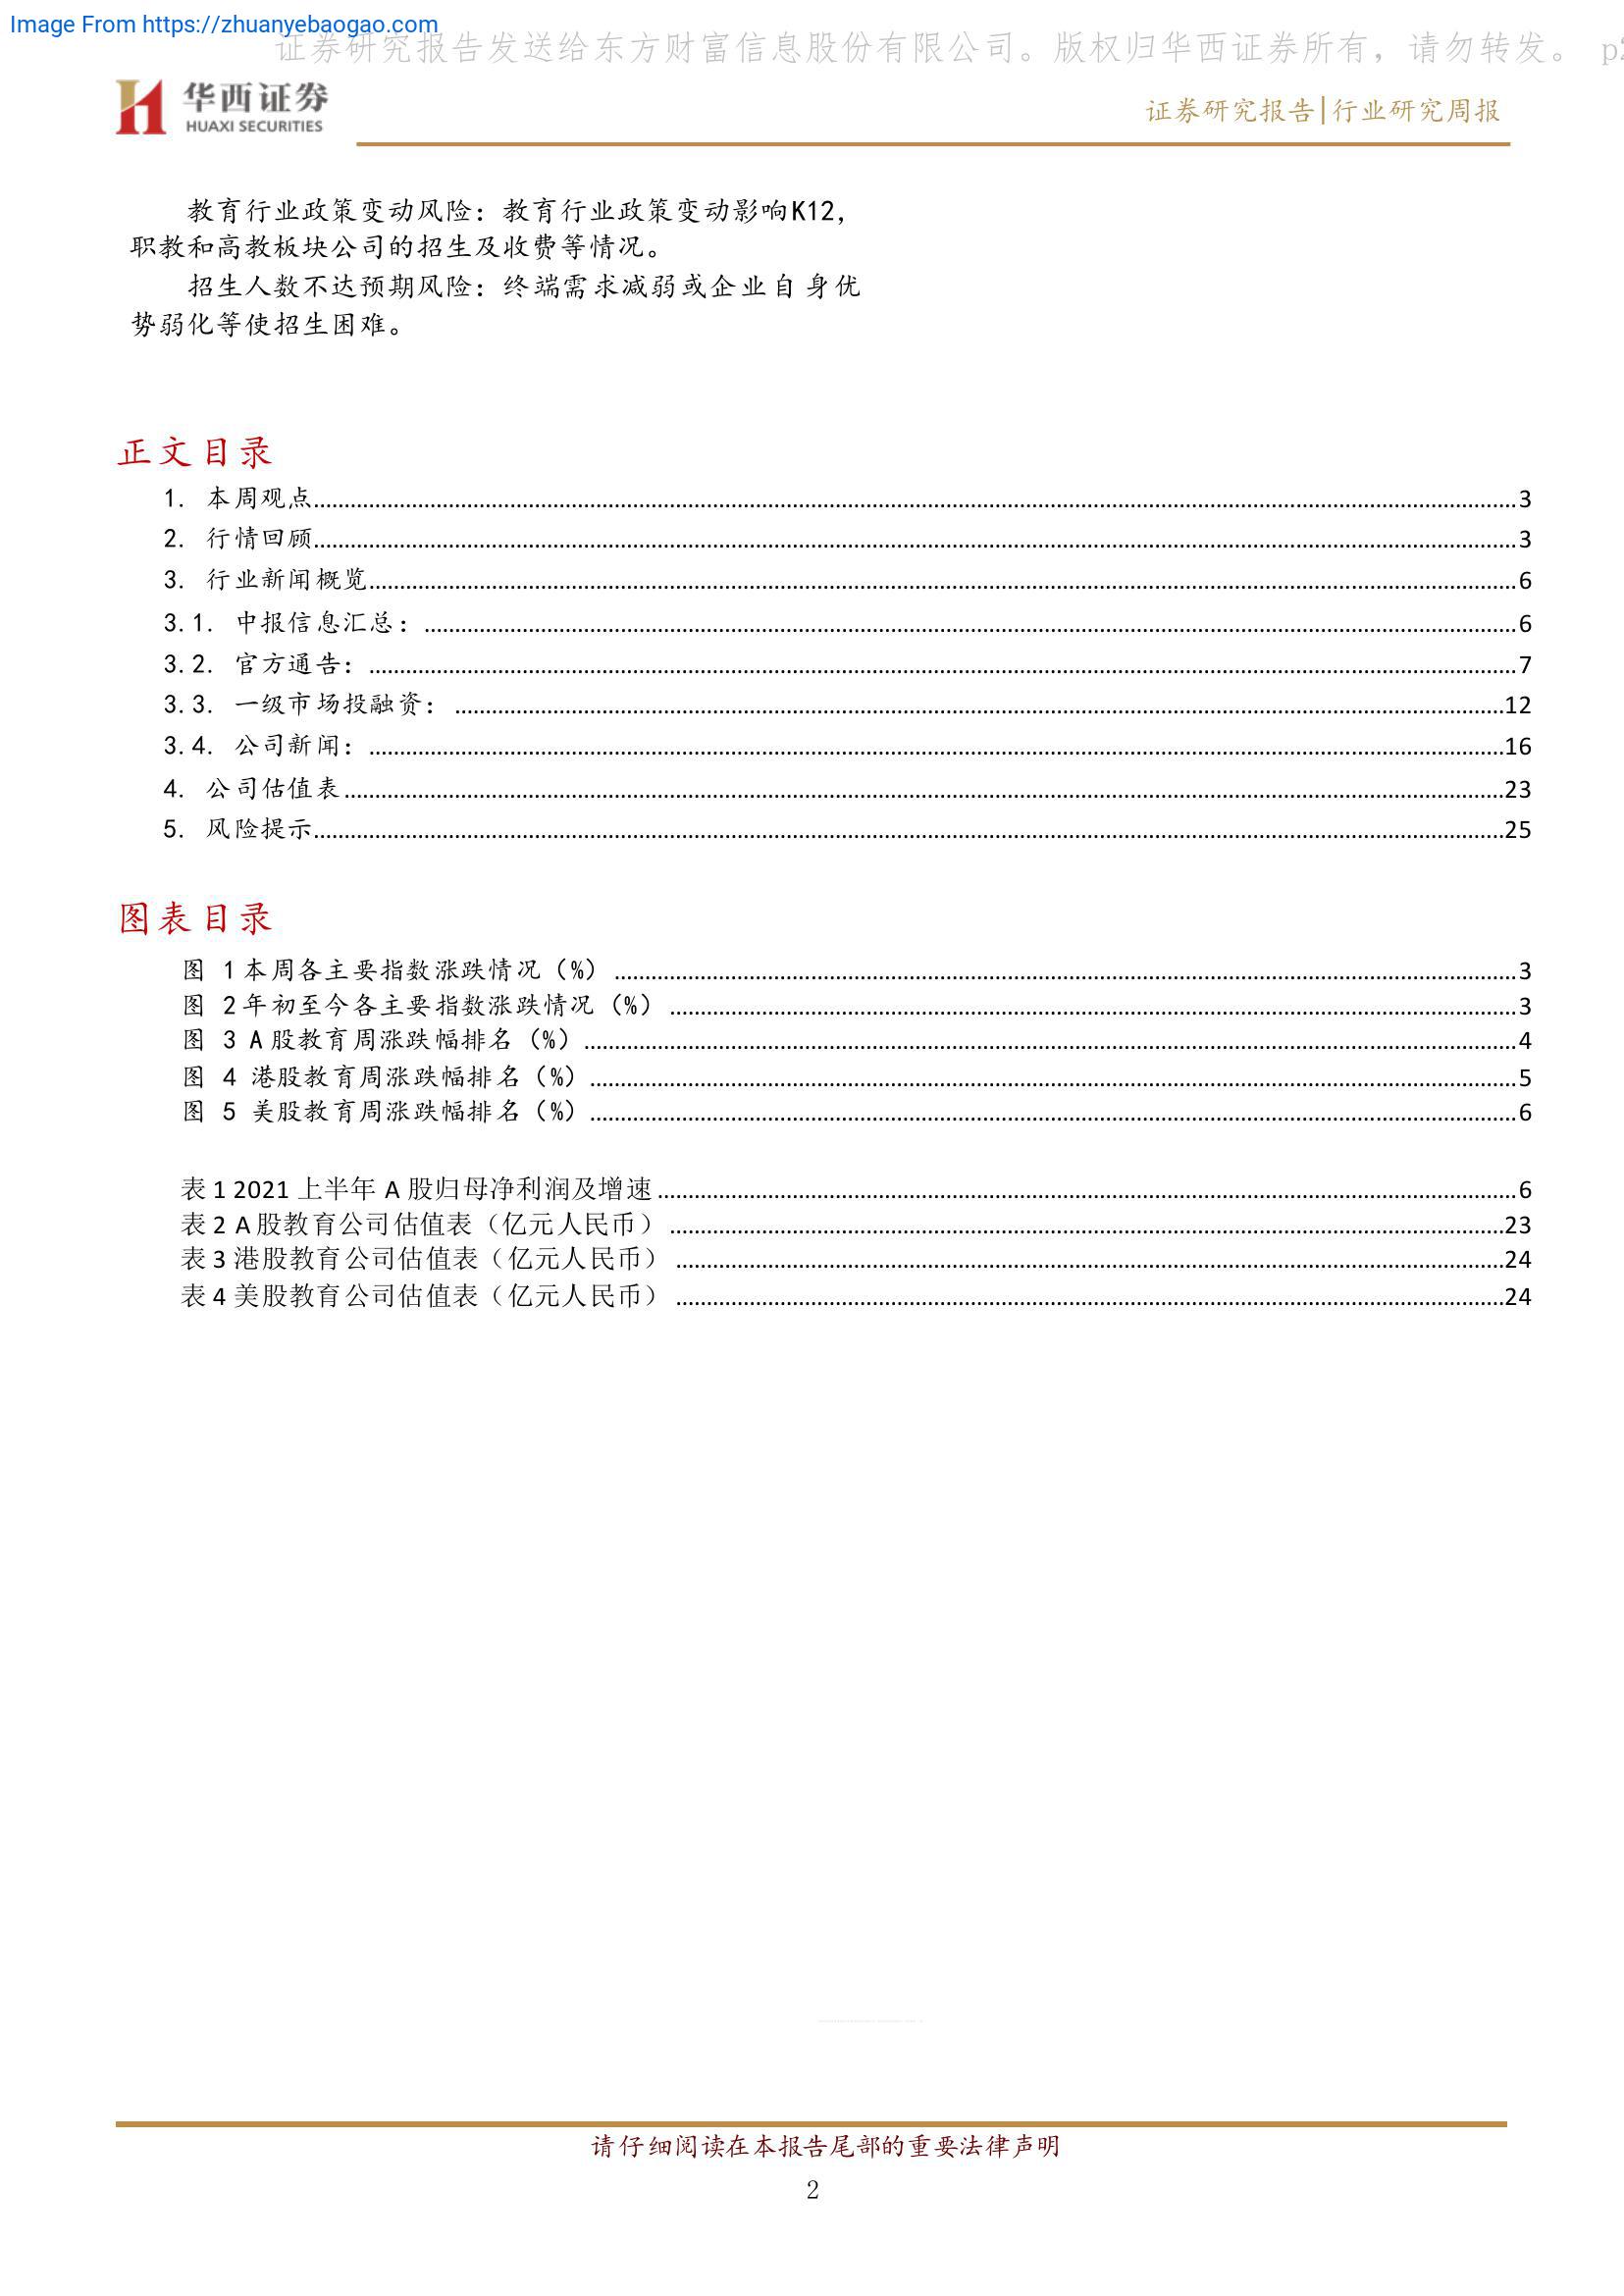 Image From https://zhuanyebaogao.com
证券研究报告发送给东方财富信息股份有限公司。版权归华西证券所有，请勿转发。 p2
华西证券
HUAXI SECURITIES
证券研究报告|行业研究周报
教育行业政策变动风险：教育行业政策变动影响K12，
职教和高教板块公司的招生及收费等情况。
招生人数不达预期风险：终端需求减弱或企业自身优
势弱化等使招生困难。
正文目录
1. 本周观点........................................3
2. 行情回顾........................................3
3. 行业新闻概览........................................6
3.1. 中报信息汇总：........................................6
3.2. 官方通告：........................................7
3.3. 一级市场投融资：........................................12
3.4. 公司新闻：........................................16
4. 公司估值表........................................23
5. 风险提示........................................25
图表目录
图 1 本周各主要指数涨跌情况（%）........................................3
图 2 年初至今各主要指数涨跌情况（%）........................................3
图 3 A 股教育周涨跌幅排名（%）........................................4
图 4 港股教育周涨跌幅排名（%）........................................5
图 5 美股教育周涨跌幅排名（%）........................................6
表 1 2021 上半年 A 股归母净利润及增速........................................6
表 2 A 股教育公司估值表（亿元人民币）........................................23
表 3 港股教育公司估值表（亿元人民币）........................................24
表 4 美股教育公司估值表（亿元人民币）........................................24
请仔细阅读在本报告尾部的重要法律声明
2